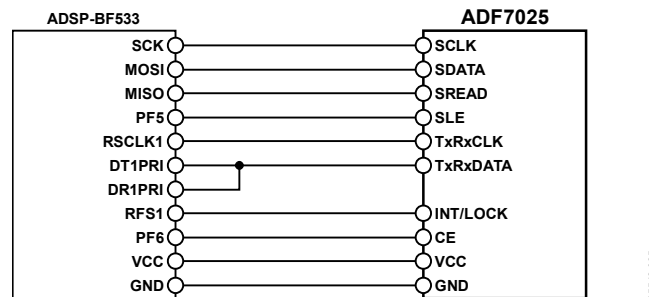 ADSP-BF533 ADF7025
SCK SCLK
MOSI SDATA
MISO SREAD
PF5 SLE
RSCLK1 TxRxCLK
DT1PRI TxRxDATA
DR1PRI
RFS1 INT/LOCK
PF6 CE
VCC VCC
GND GND